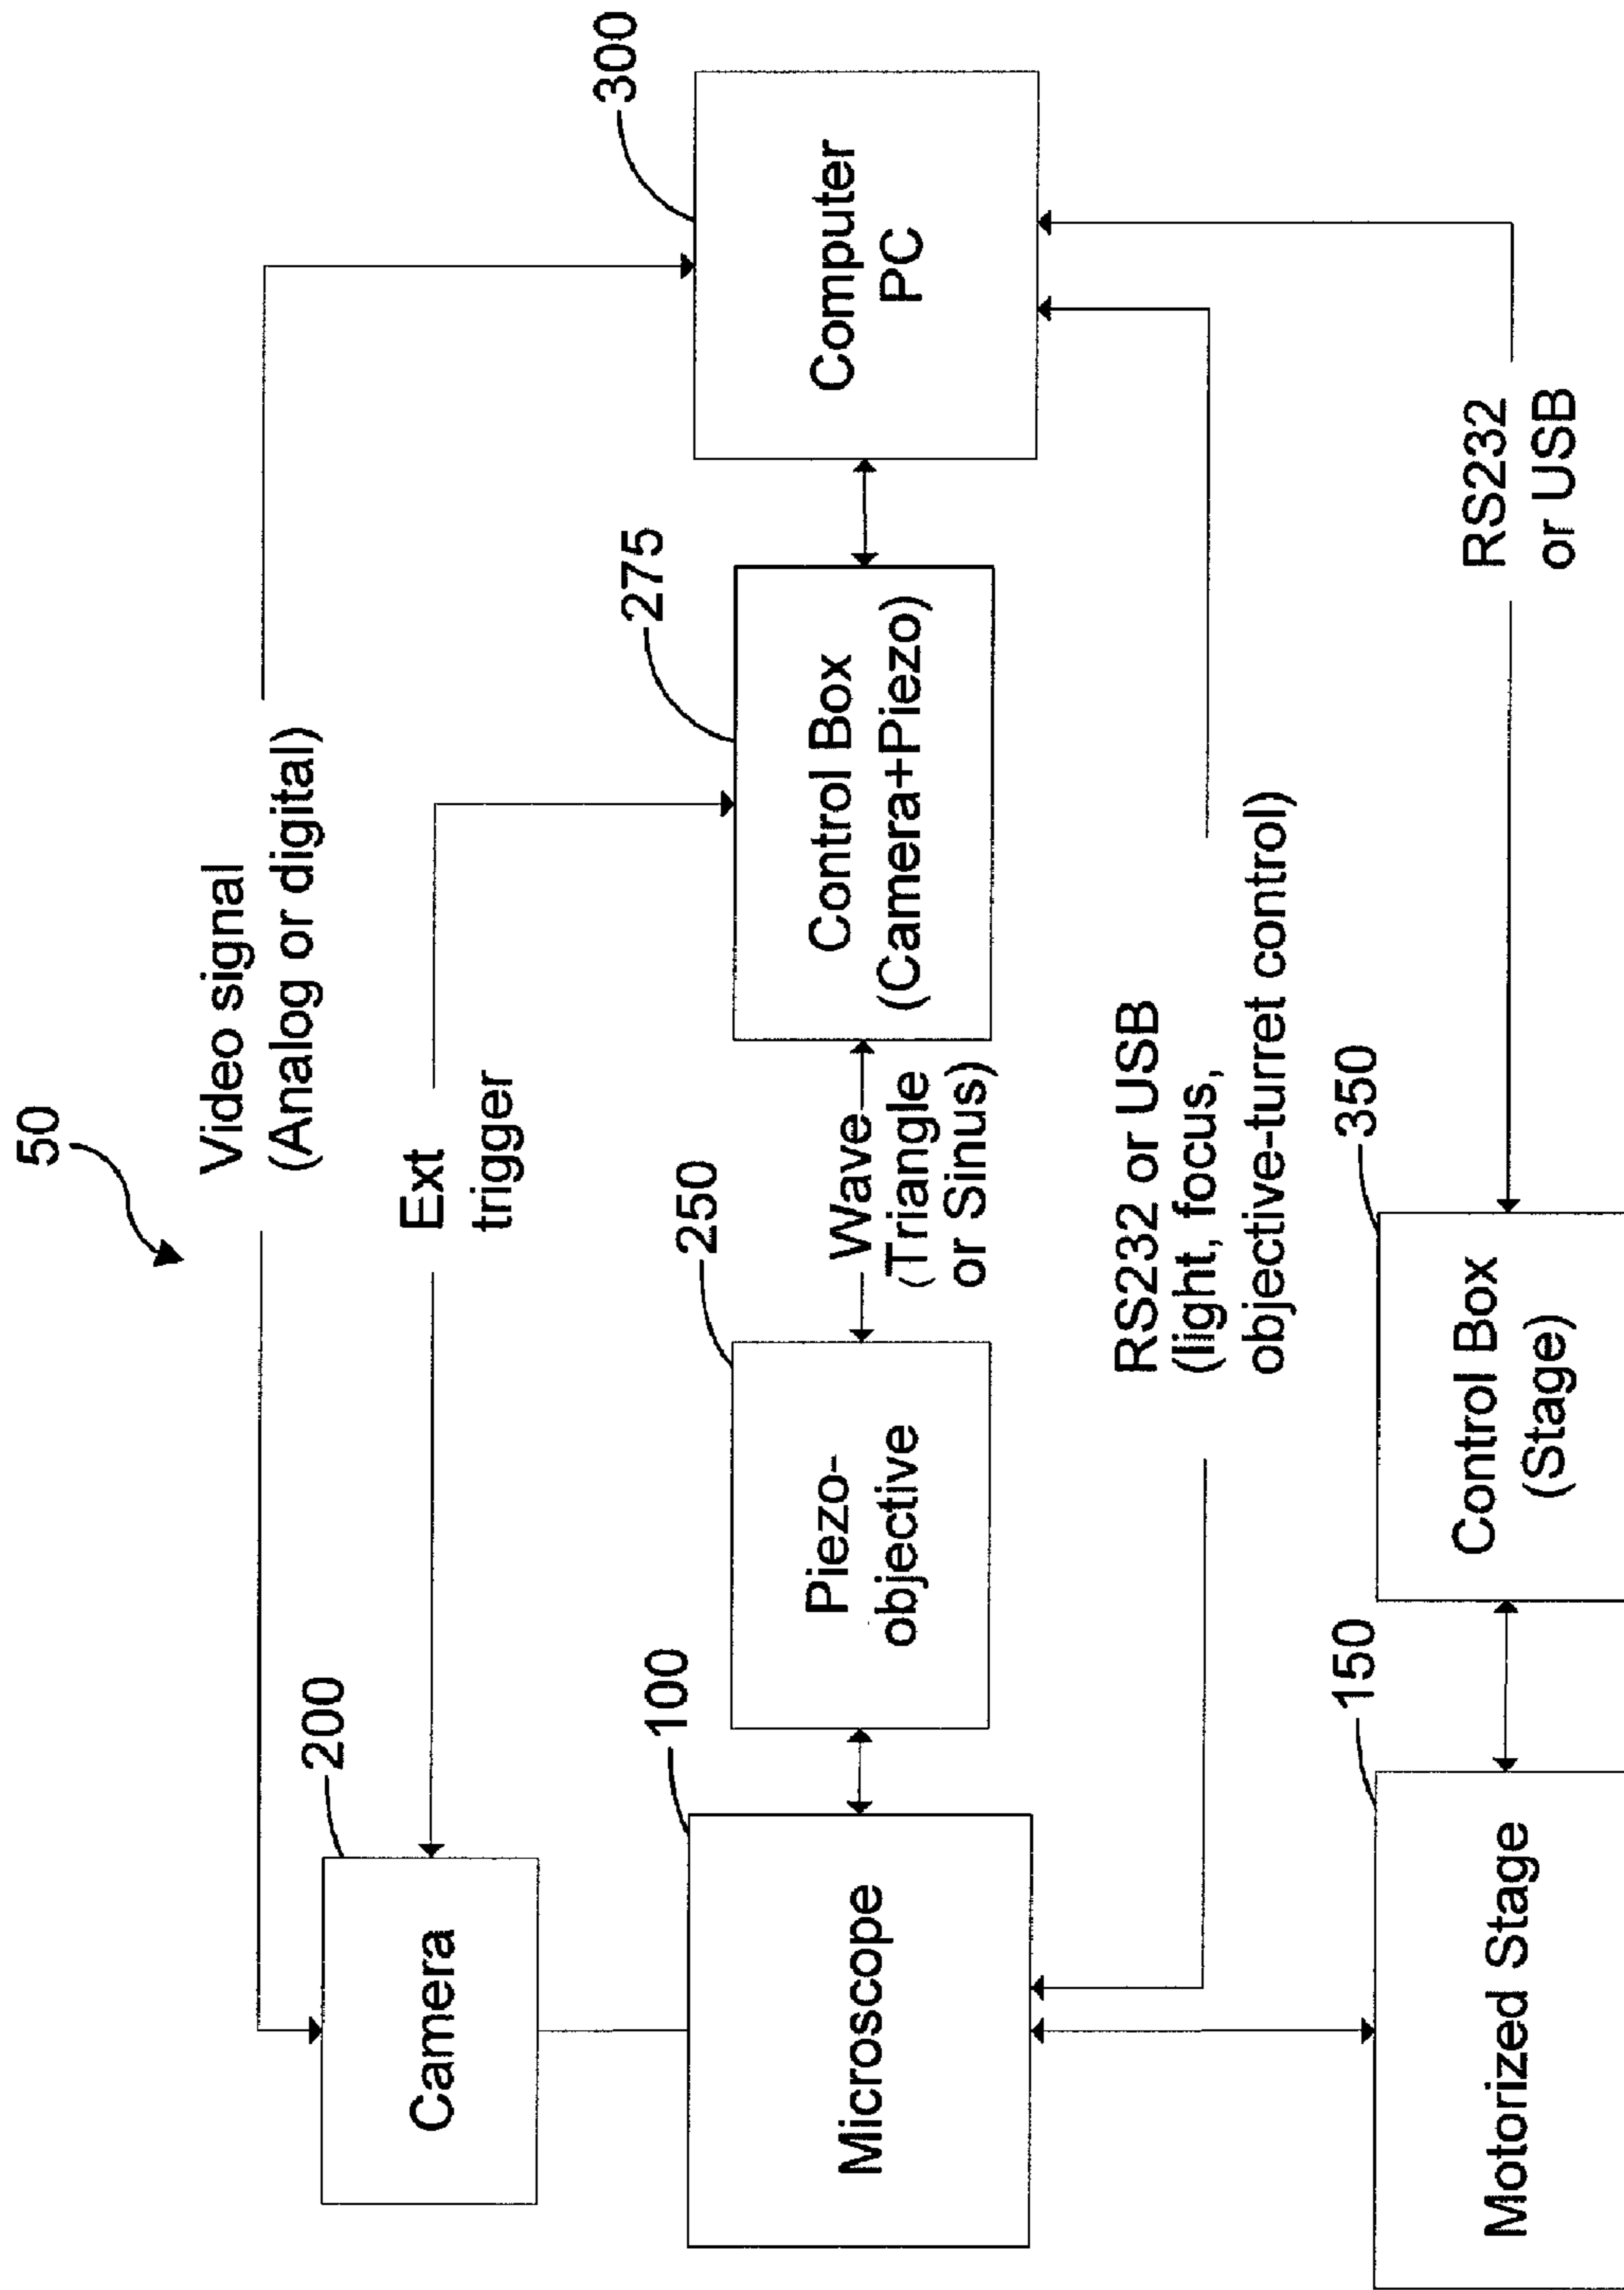 50
Video signal
(Analog or digital)
Ext
trigger
200
Camera
100
Microscope
250
Piezo-
objective
Wave
(Triangle
or Sinus)
275
Control Box
(Camera+Piezo)
300
Computer
PC
RS232 or USB
(light, focus,
objective-turret control)
150
Motorized Stage
350
Control Box
(Stage)
RS232
or USB